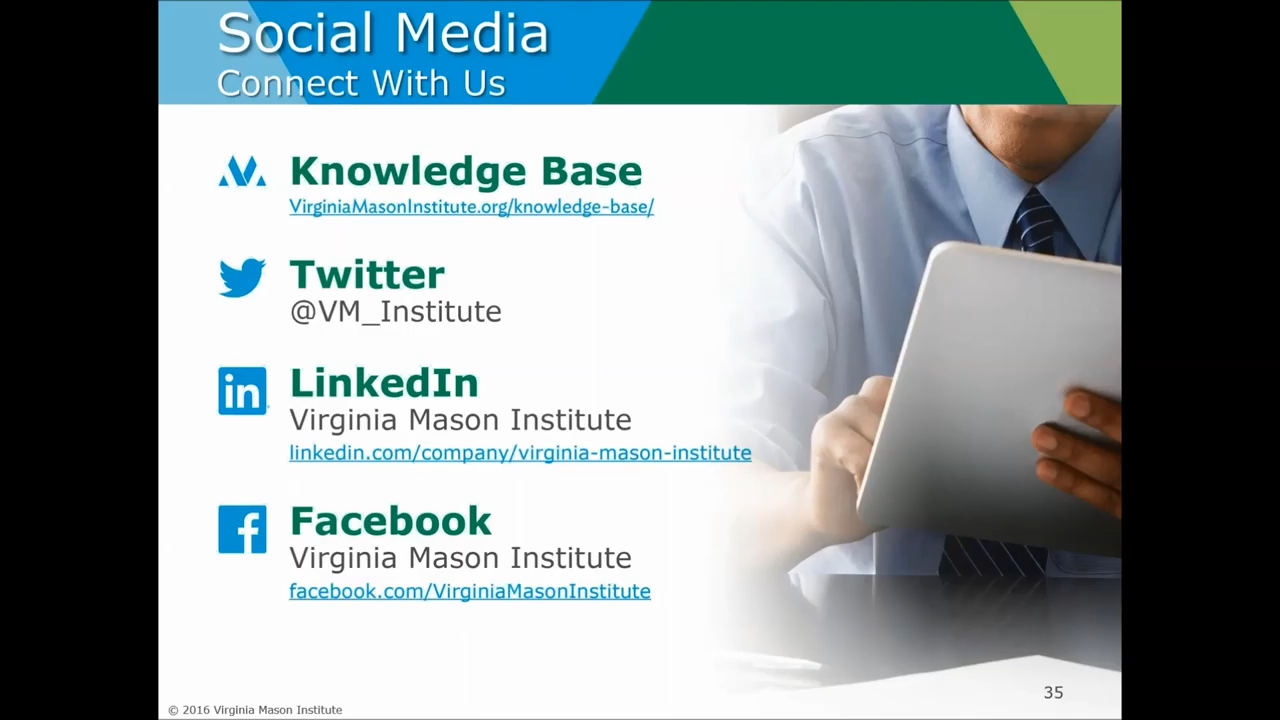 Social Media
Connect With Us
Knowledge Base
VirginiaMasonInstitute.org/knowledge-base/
Twitter
@VM_Institute
in LinkedIn
Virginia Mason Institute
linkedin.com/company/virginia-mason-institute
f Facebook
Virginia Mason Institute
facebook.com/VirginiaMasonInstitute
35
© 2016 Virginia Mason Institute